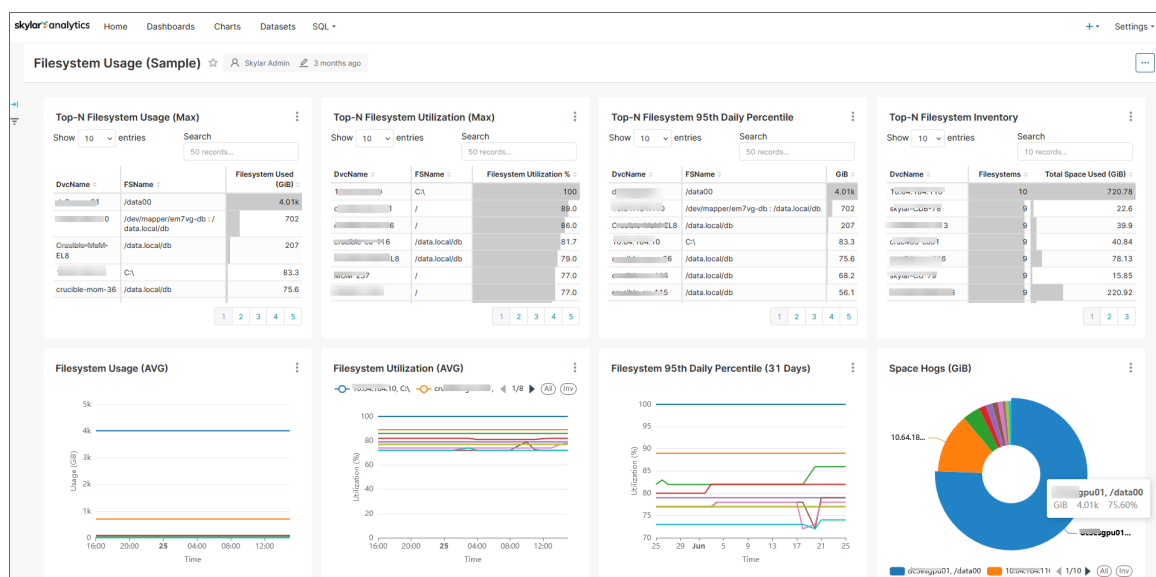 skylar analytics Home Dashboards Charts Datasets SQL Settings
Filesystem Usage (Sample) Skylar Admin 3 months ago
Top-N Filesystem Usage (Max)
Show 10 entries Search
50 records...
DvcName FSName Filesystem Used (GiB)
/data00 4.01k
/dev/mapper/em7vg-db : / data.local/db 702
Crucible-MoM-EL8 /data.local/db 207
C:\ 83.3
crucible-mom-36 /data.local/db 75.6
1 2 3 4 5
Top-N Filesystem Utilization (Max)
Show 10 entries Search
50 records...
DvcName FSName Filesystem Utilization %
C:\ 100
/ 89.0
/ 86.0
/data.local/db 81.7
/data.local/db 79.0
/ 77.0
/ 77.0
1 2 3 4 5
Top-N Filesystem 95th Daily Percentile
Show 10 entries Search
50 records...
DvcName FSName GiB
/data00 4.01k
/dev/mapper/em7vg-db : /data.local/db 702
/data.local/db 207
C:\ 83.3
/data.local/db 75.6
/data.local/db 68.2
/data.local/db 56.1
1 2 3 4 5
Top-N Filesystem Inventory
Show 10 entries Search
10 records...
DvcName Filesystems Total Space Used (GiB)
10 720.78
9 22.6
9 39.9
9 40.84
9 78.13
9 15.85
9 220.92
1 2 3
Filesystem Usage (AVG)
Usage (GiB)
5k
4k
3k
2k
1k
0
16:00 20:00 25 04:00 08:00 12:00
Time
Filesystem Utilization (AVG)
C:\ 1/8 All Inv
Utilization (%)
100
80
60
40
20
0
16:00 20:00 25 04:00 08:00 12:00
Time
Filesystem 95th Daily Percentile (31 Days)
Utilization (%)
100
95
90
85
80
75
70
25 29 Jun 5 9 13 17 21 25
Time
Space Hogs (GiB)
10.64.18...
gpu01, /data00
GiB 4.01k 75.60%
gpu01...
gpu01, /data00 1/10 All Inv